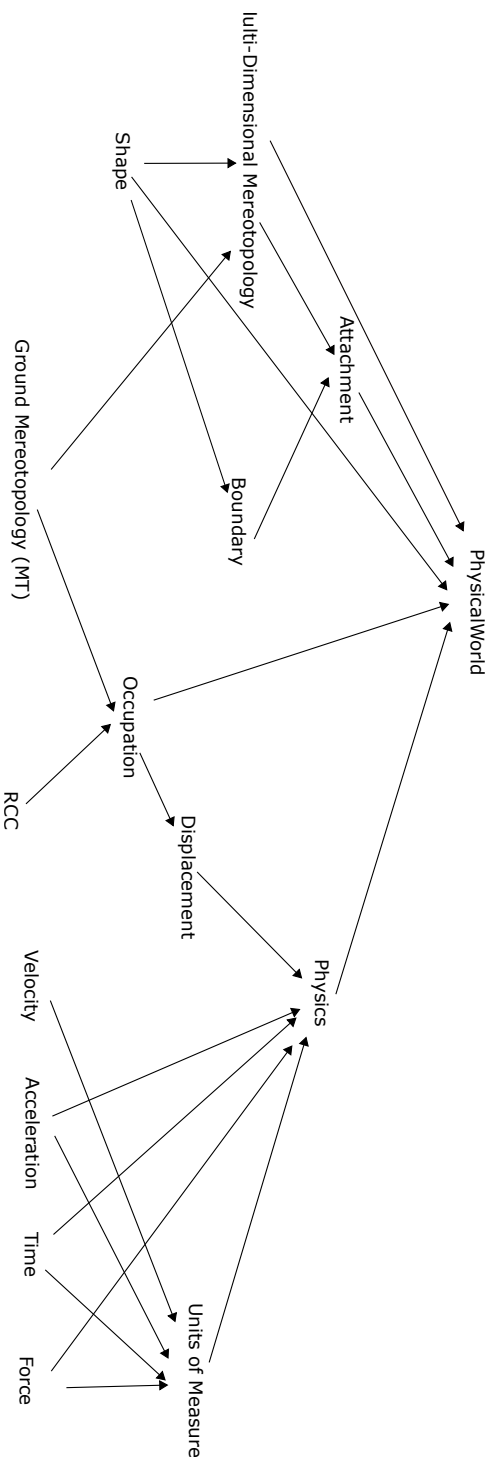 PhysicalWorld
Attachment
Physics
lulti-Dimensional Mereotopology
Boundary
Units of Measure
Displacement
Shape
Occupation
Ground Mereotopology (MT)
Velocity
Acceleration
Time
Force
RCC